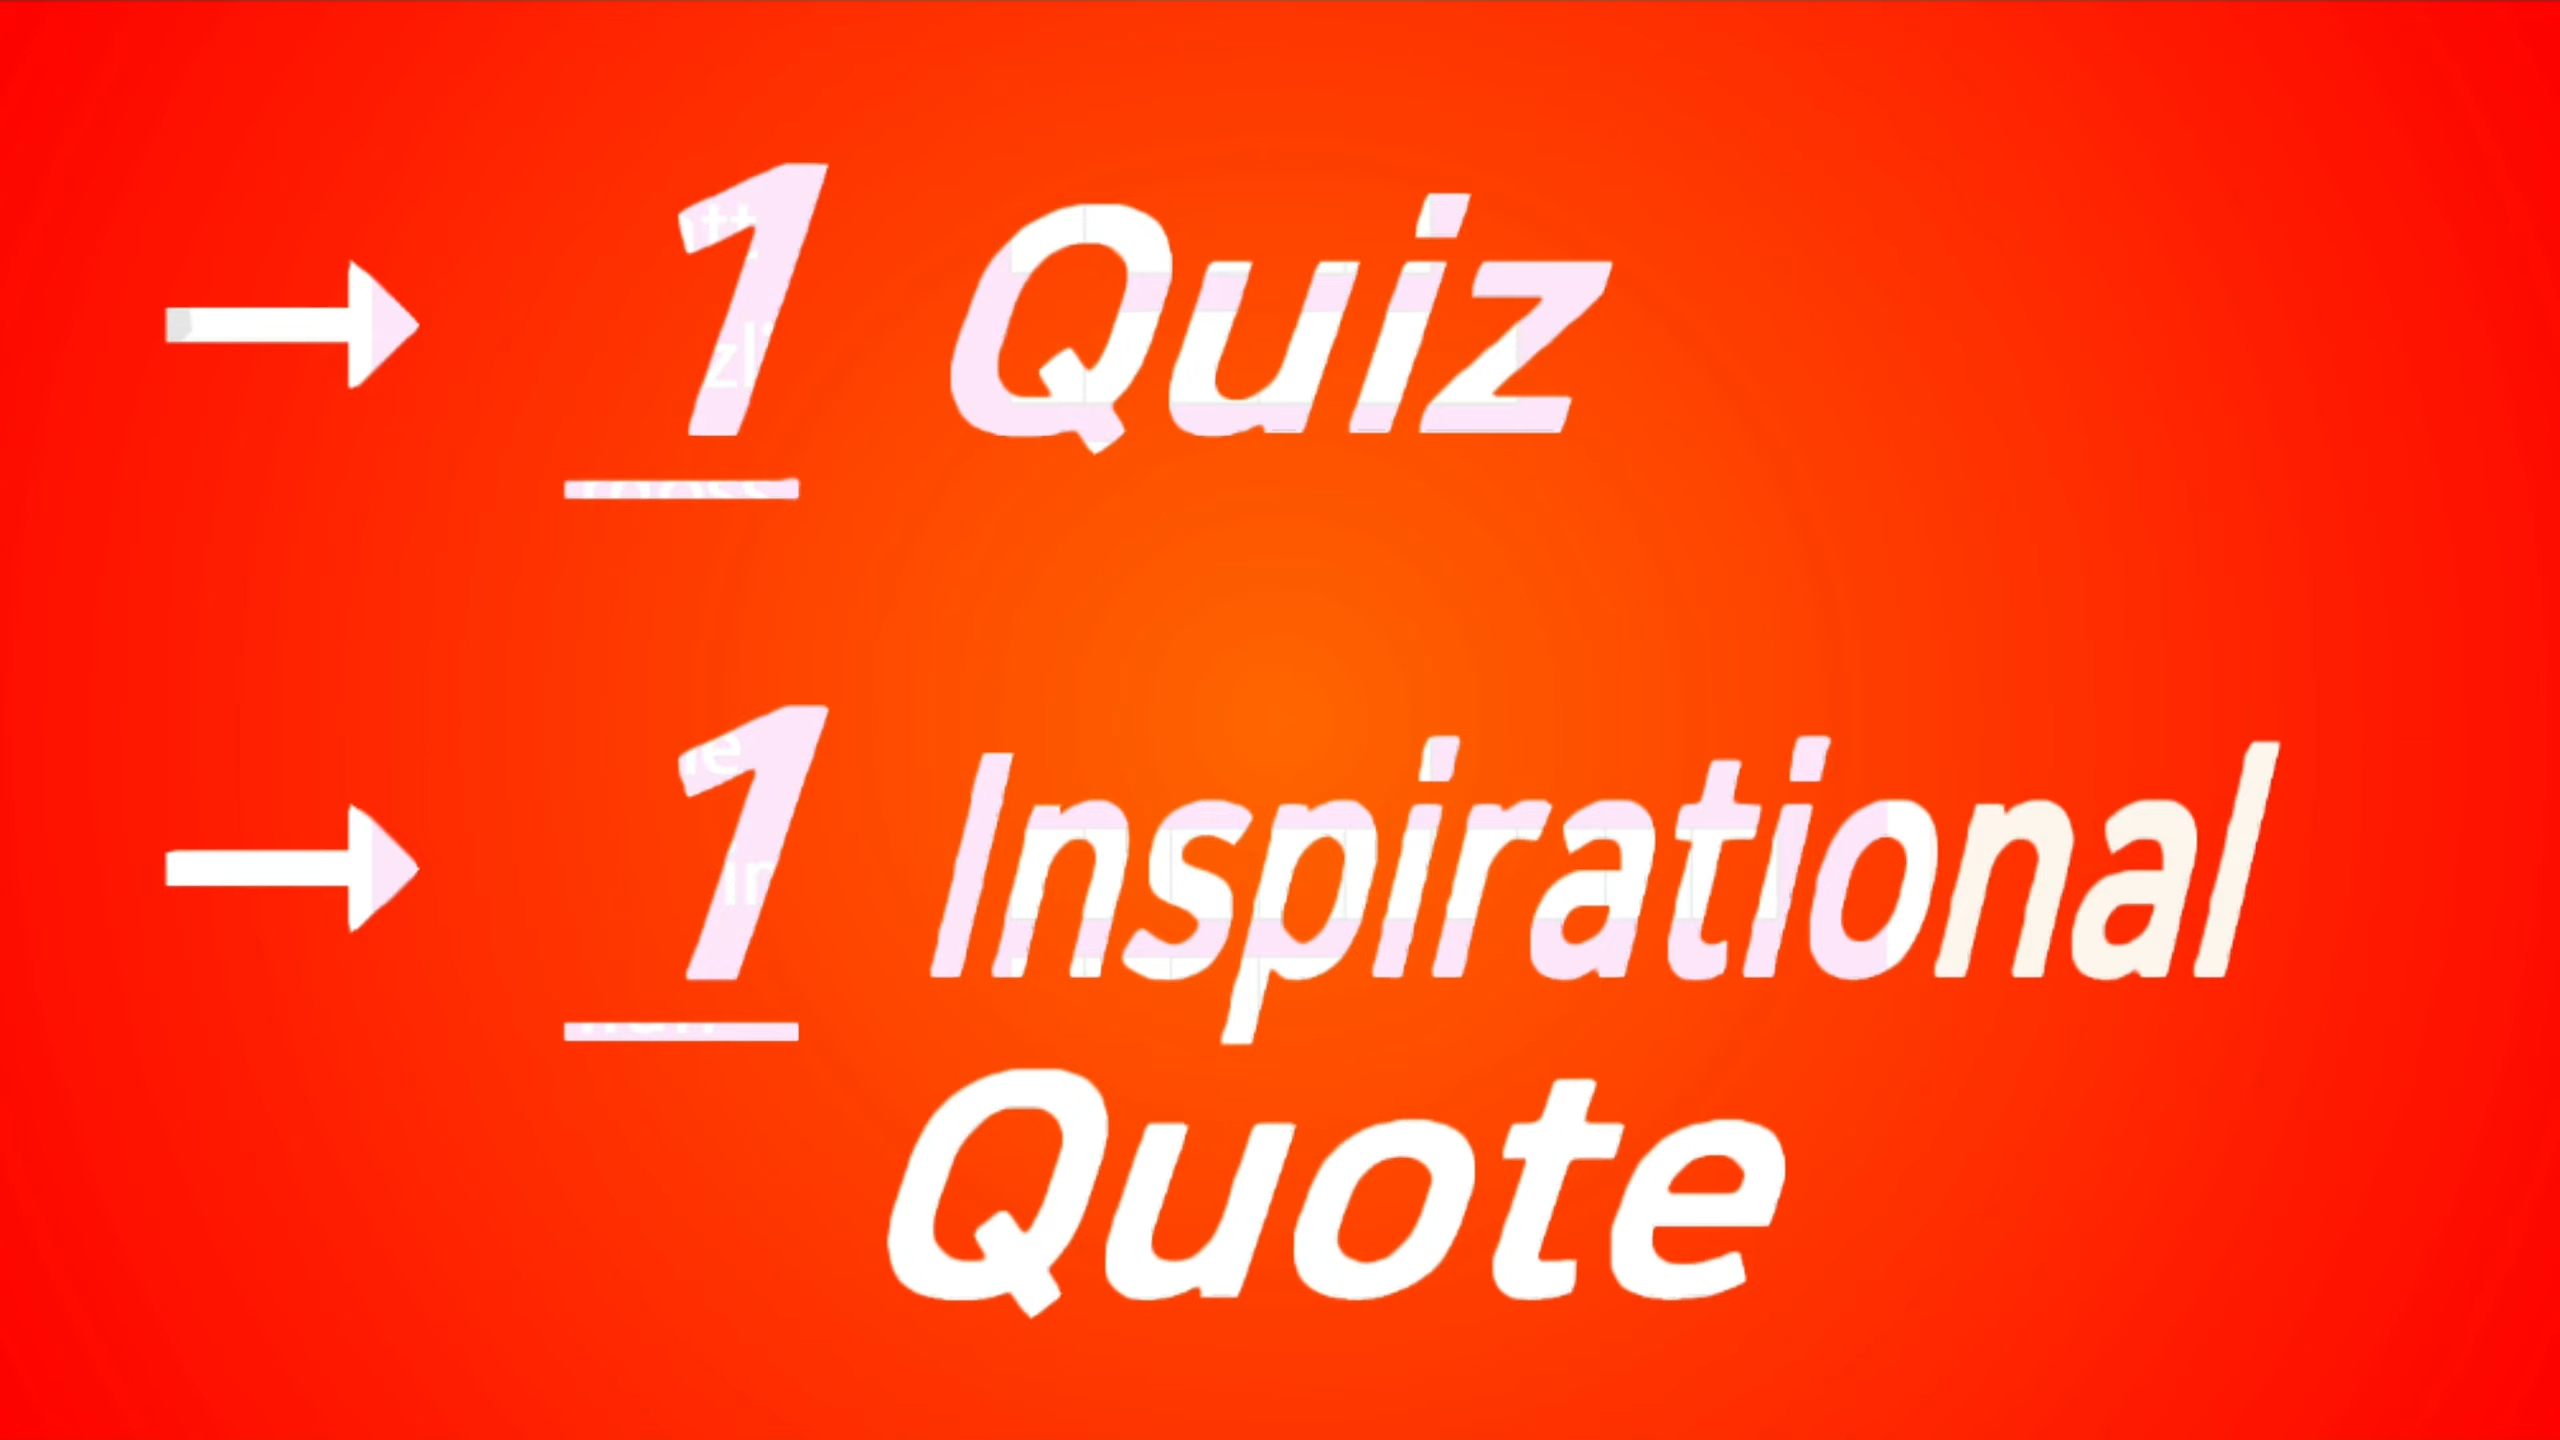 → 1 Quiz
→ 1 Inspirational
Quote